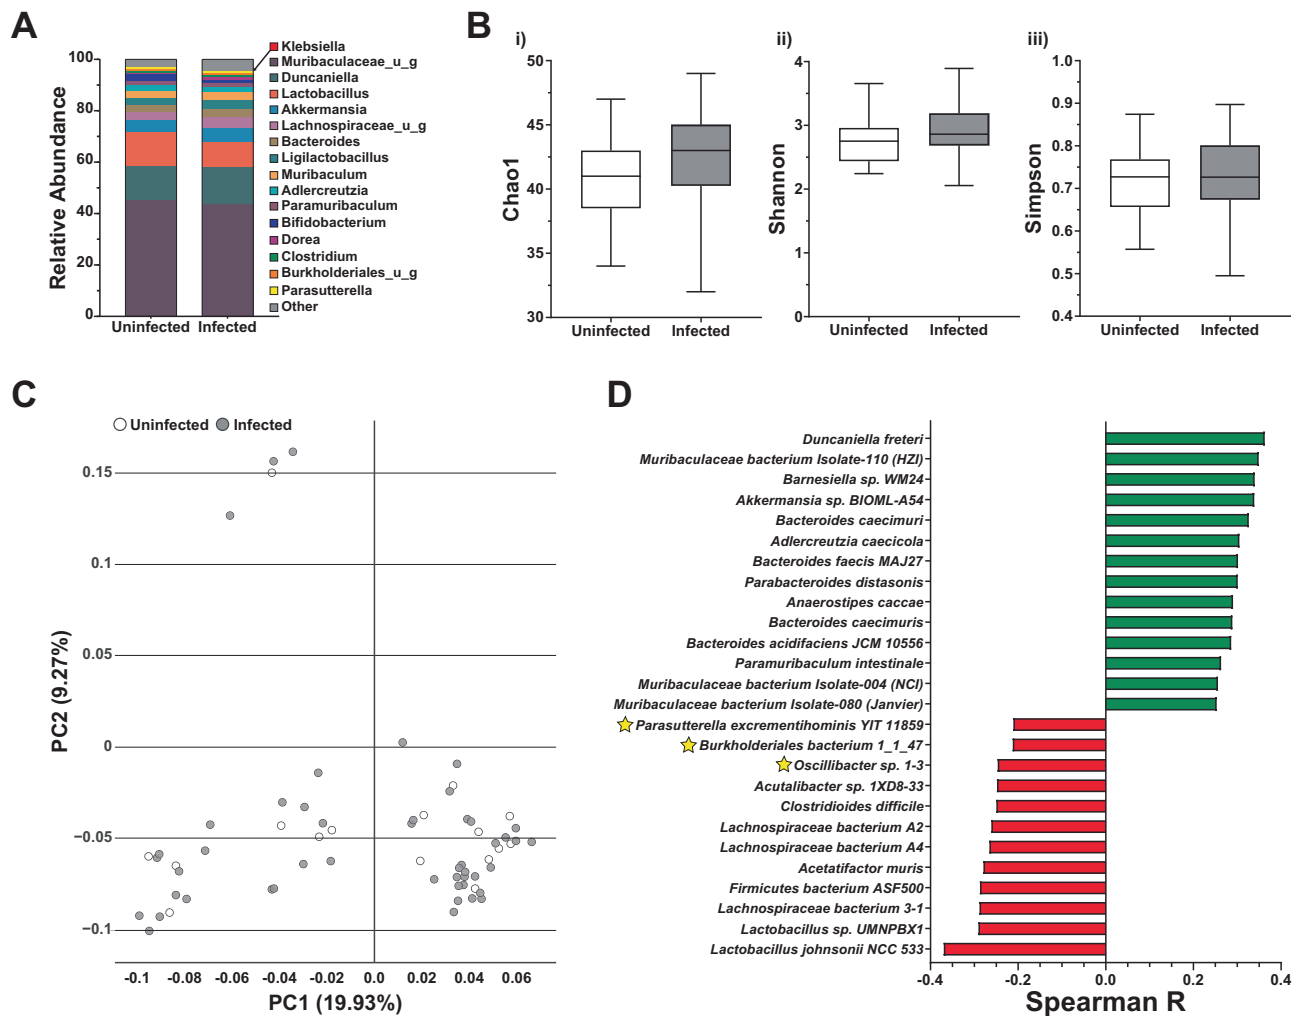 A
Relative Abundance
100
80
60
40
20
0
Uninfected
Infected
Klebsiella
Muribaculaceae_u_g
Duncaniella
Lactobacillus
Akkermansia
Lachnospiraceae_u_g
Bacteroides
Ligilactobacillus
Muribaculum
Adlercreutzia
Paramuribaculum
Bifidobacterium
Dorea
Clostridium
Burkholderiales_u_g
Parasutterella
Other
B
i)
Chao1
50
45
40
35
30
Uninfected
Infected
ii)
Shannon
4
3
2
1
0
Uninfected
Infected
iii)
Simpson
1.0
0.9
0.8
0.7
0.6
0.5
0.4
Uninfected
Infected
C
Uninfected
Infected
PC2 (9.27%)
0.15
0.1
0.05
0
−0.05
−0.1
-0.1
-0.08
-0.06
-0.04
-0.02
0.0
0.02
0.04
0.06
PC1 (19.93%)
D
Duncaniella freteri
Muribaculaceae bacterium Isolate-110 (HZI)
Barnesiella sp. WM24
Akkermansia sp. BIOML-A54
Bacteroides caecimuri
Adlercreutzia caecicola
Bacteroides faecis MAJ27
Parabacteroides distasonis
Anaerostipes caccae
Bacteroides caecimuris
Bacteroides acidifaciens JCM 10556
Paramuribaculum intestinale
Muribaculaceae bacterium Isolate-004 (NCI)
Muribaculaceae bacterium Isolate-080 (Janvier)
Parasutterella excrementihominis YIT 11859
Burkholderiales bacterium 1_1_47
Oscillibacter sp. 1-3
Acutalibacter sp. 1XD8-33
Clostridioides difficile
Lachnospiraceae bacterium A2
Lachnospiraceae bacterium A4
Acetatifactor muris
Firmicutes bacterium ASF500
Lachnospiraceae bacterium 3-1
Lactobacillus sp. UMNPBX1
Lactobacillus johnsonii NCC 533
-0.4
-0.2
0.0
0.2
0.4
Spearman R